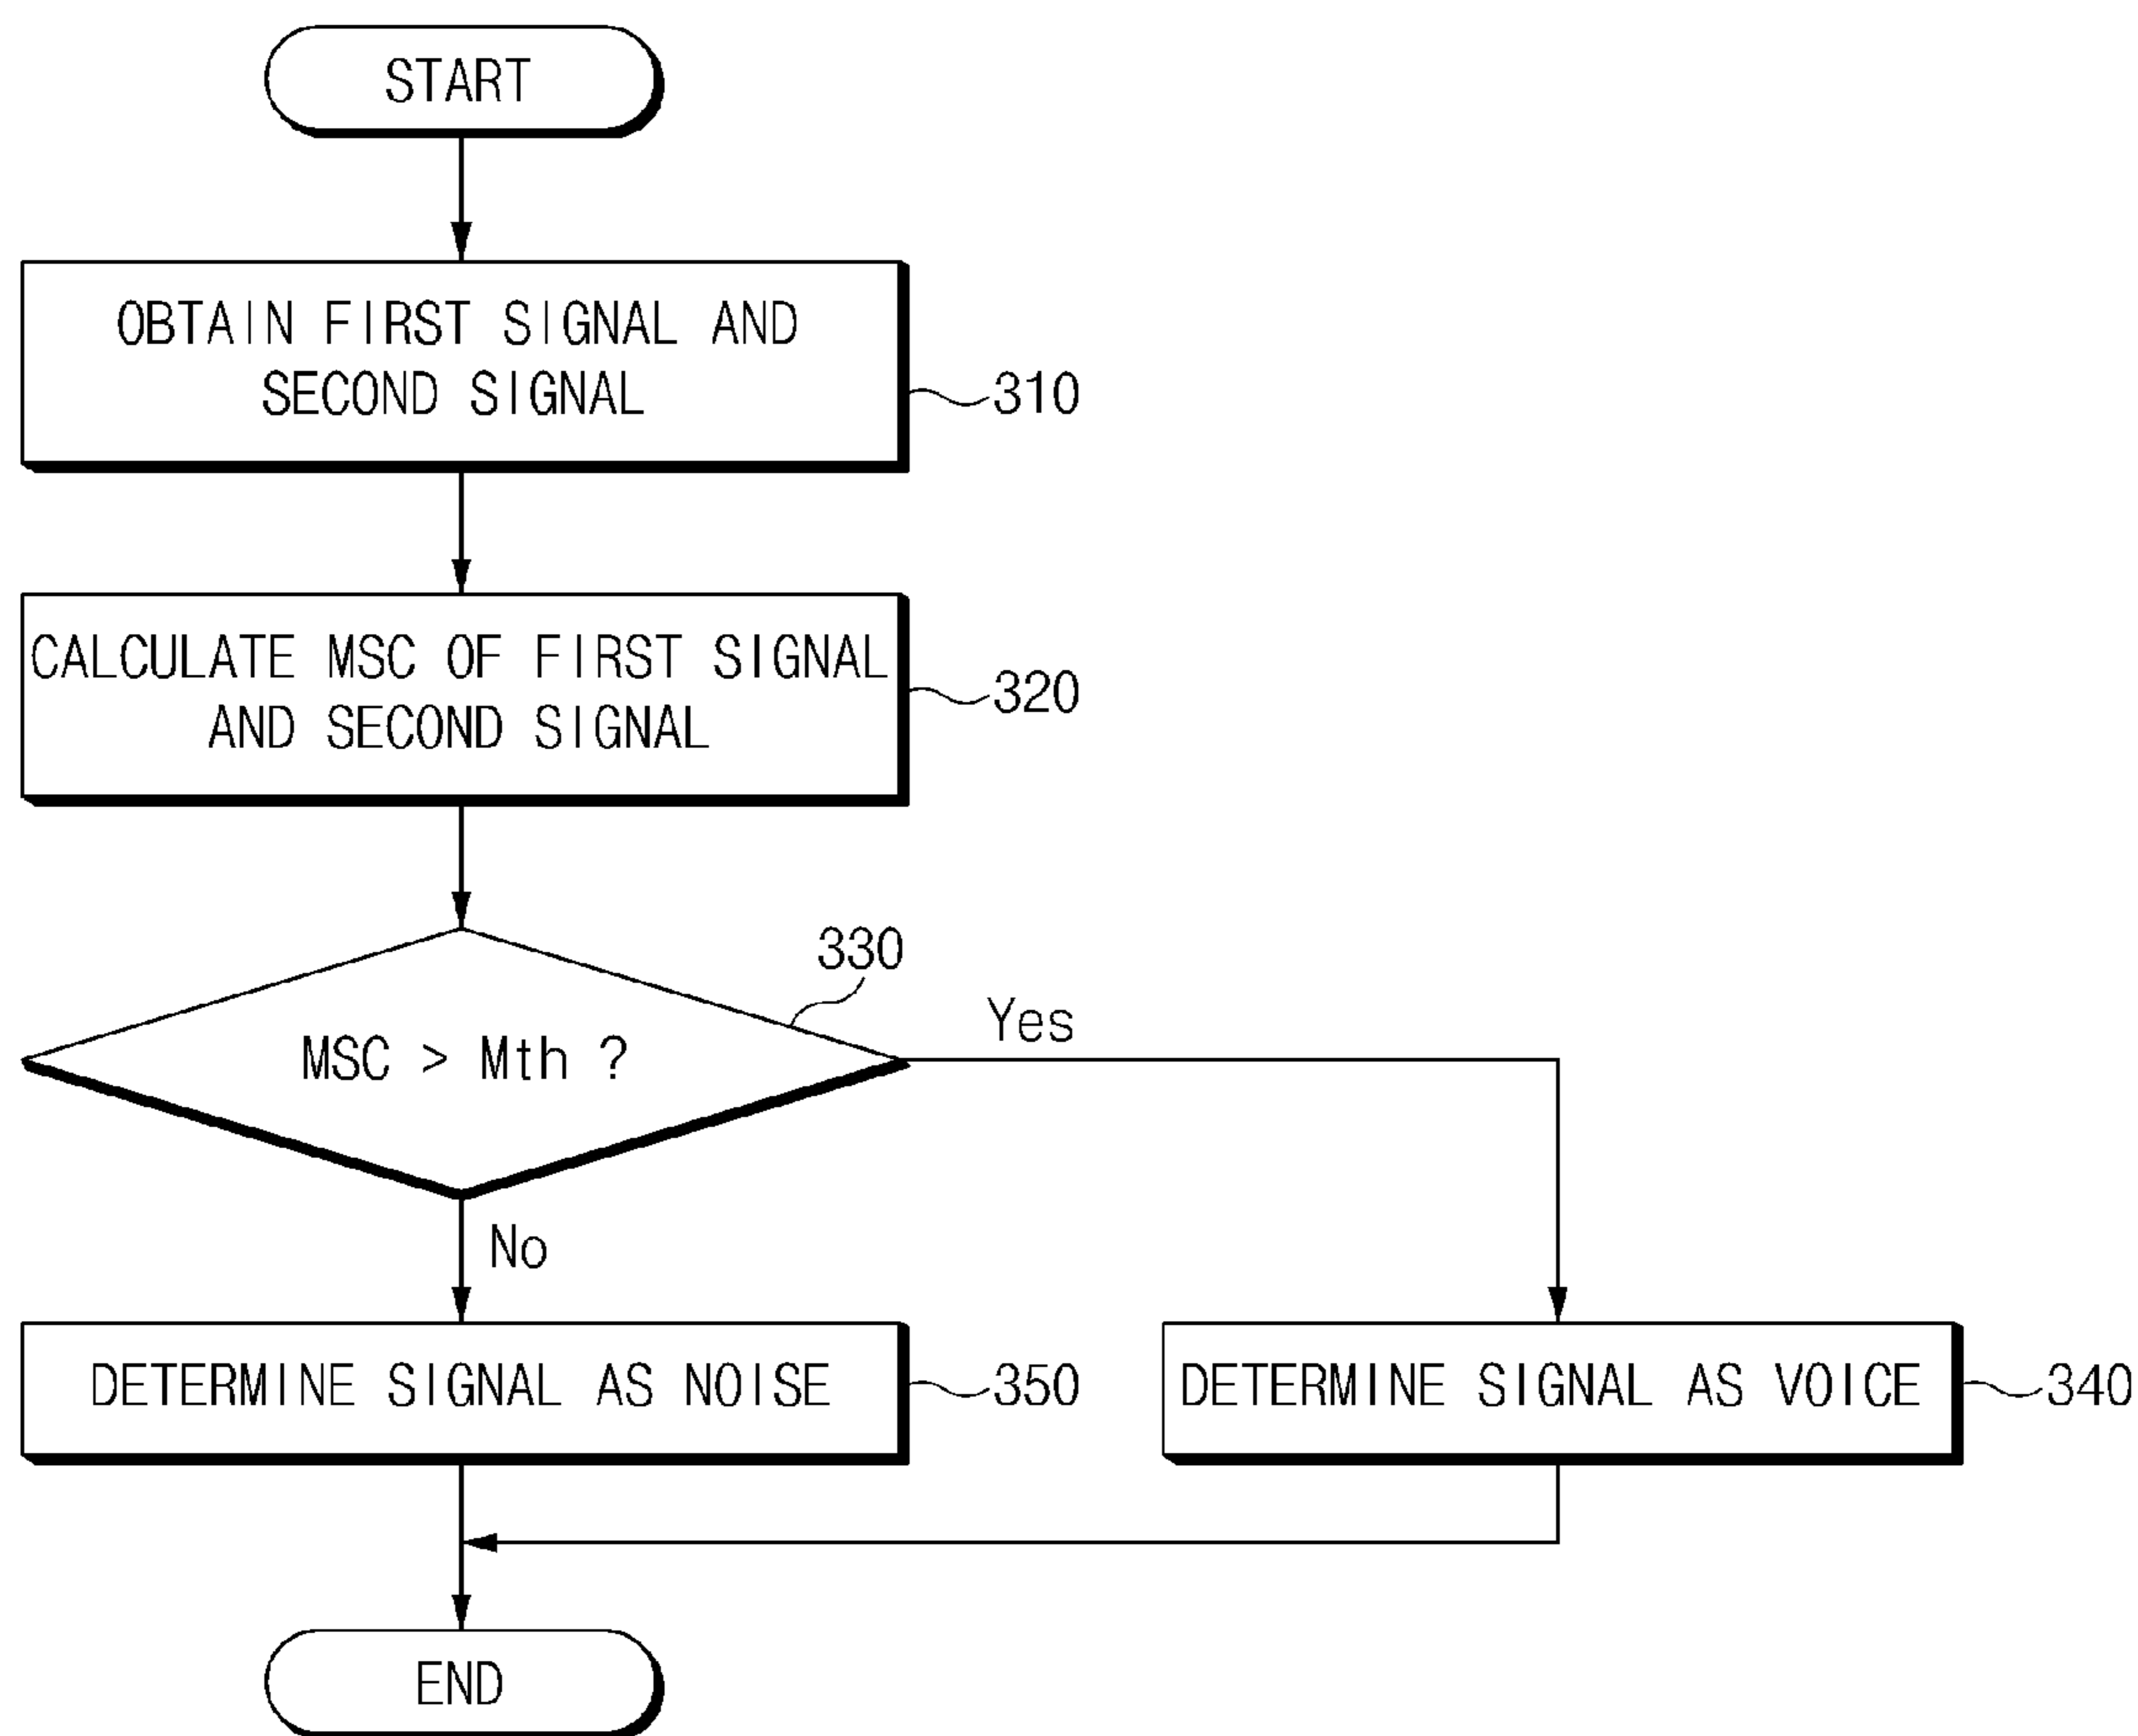 START
OBTAIN FIRST SIGNAL AND
SECOND SIGNAL
310
CALCULATE MSC OF FIRST SIGNAL
AND SECOND SIGNAL
320
330
MSC > Mth ?
Yes
No
DETERMINE SIGNAL AS NOISE
350
DETERMINE SIGNAL AS VOICE
340
END